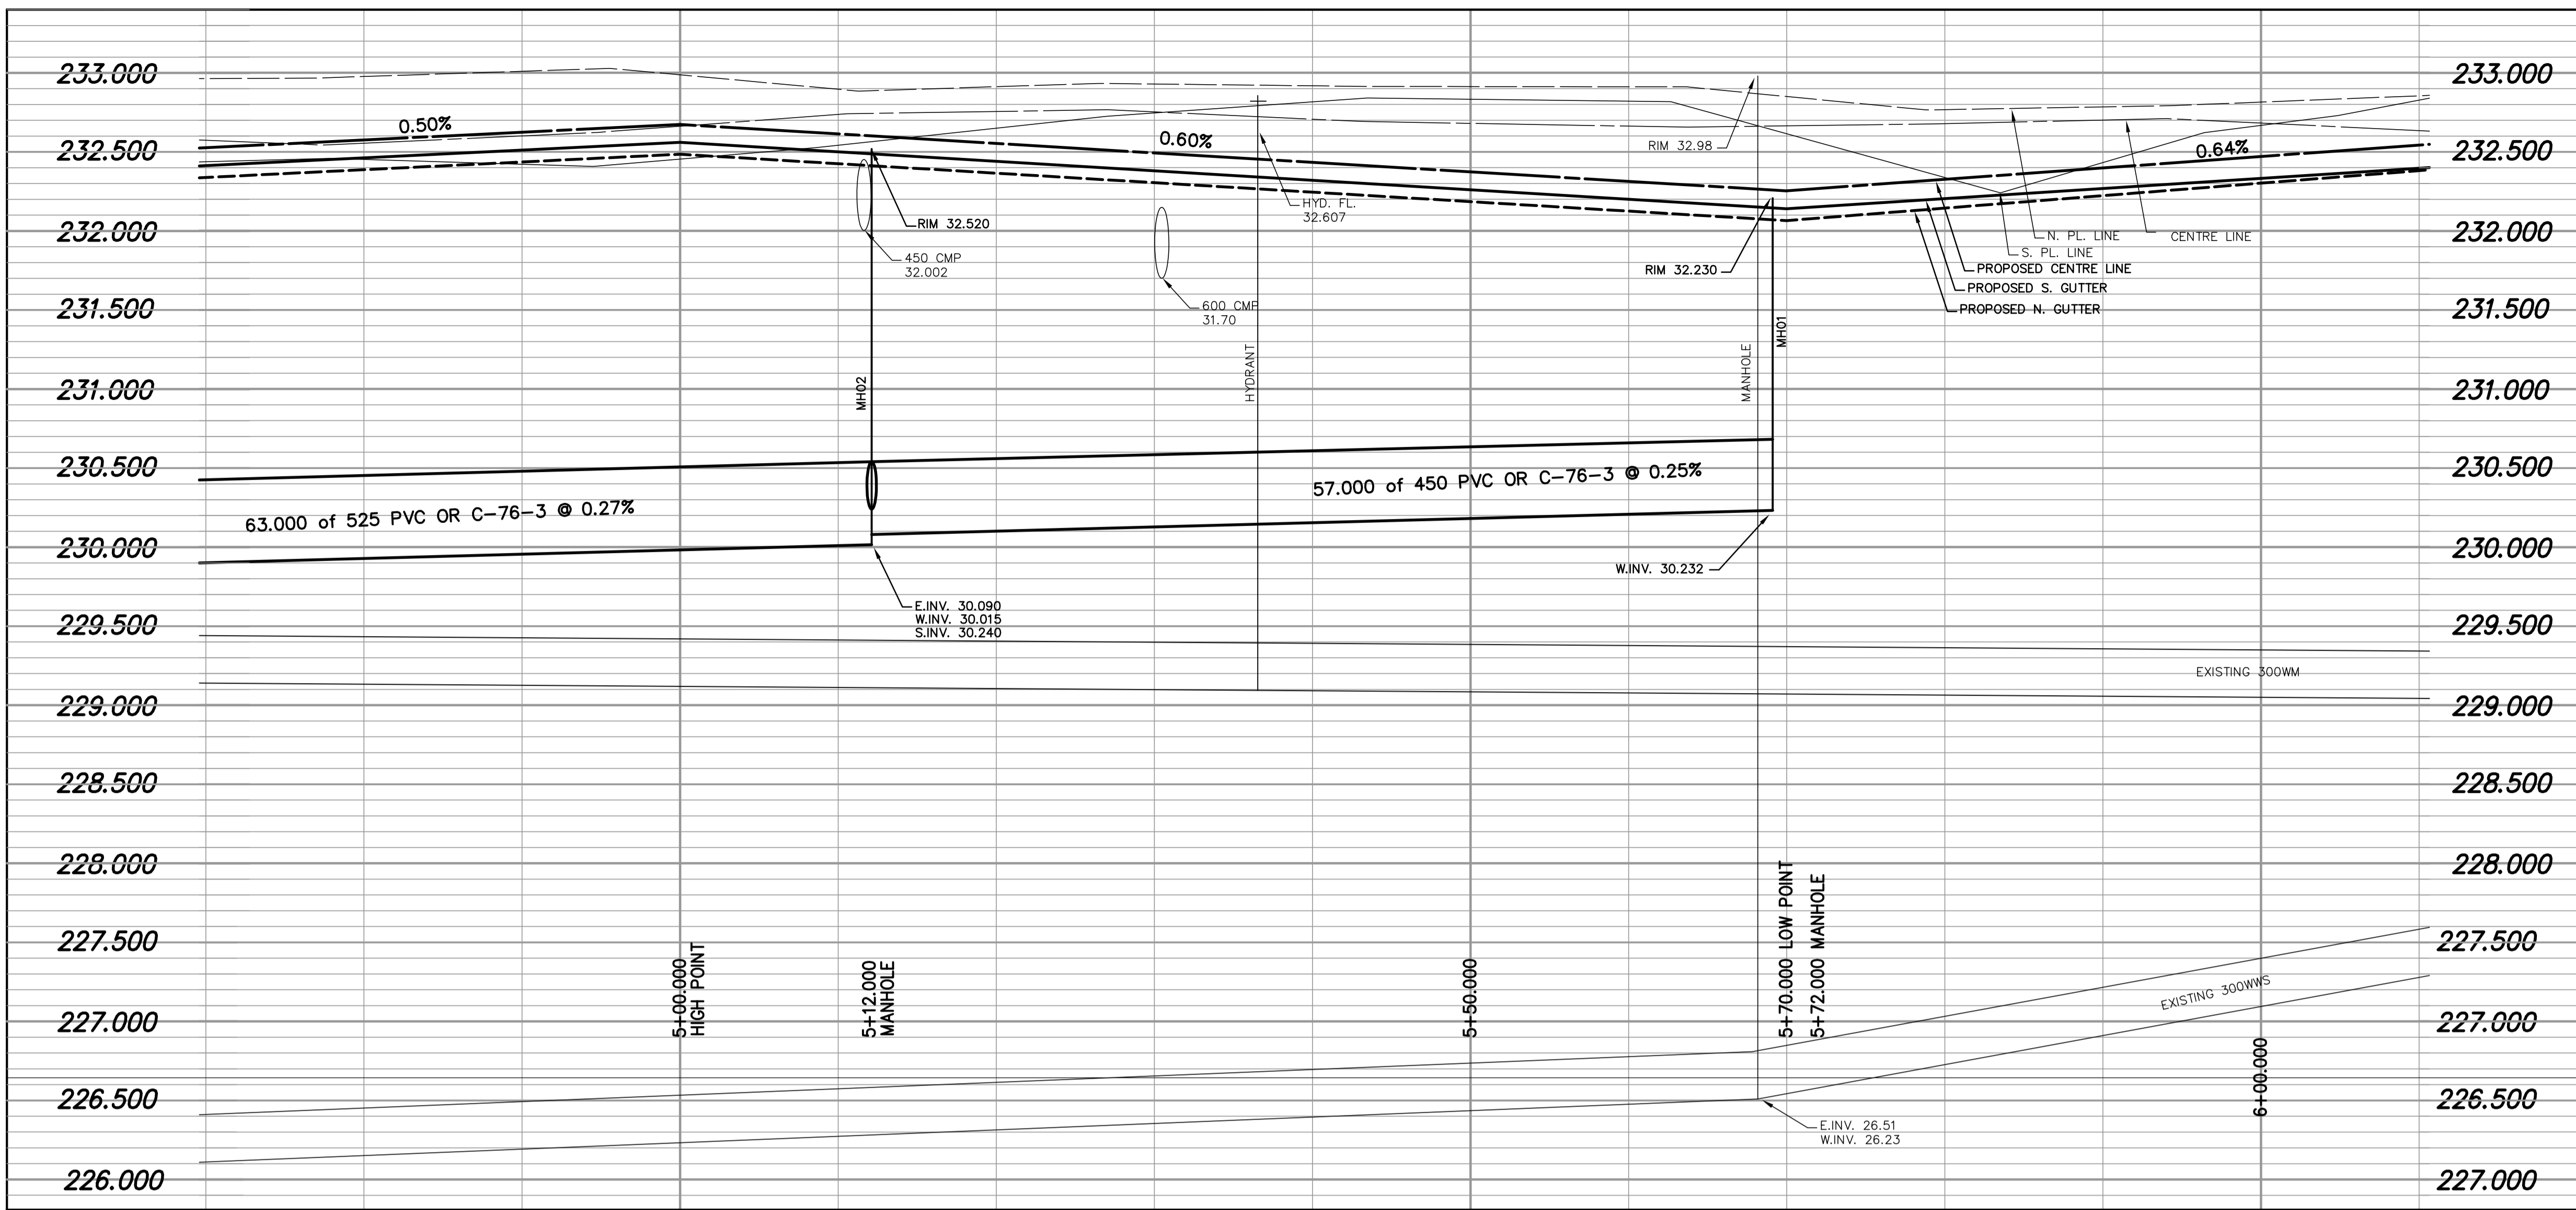 233.000
233.000
0.50%
0.60%
RIM 32.98
232.500
232.500
0.64%
HYD. FL.
32.607
RIM 32.520
232.000
232.000
N. PL. LINE
CENTRE LINE
S. PL. LINE
450 CMP
32.002
RIM 32.230
PROPOSED CENTRE LINE
PROPOSED S. GUTTER
PROPOSED N. GUTTER
231.500
231.500
600 CMP
31.70
MH01
HYDRANT
MANHOLE
MH02
231.000
231.000
230.500
230.500
57.000 of 450 PVC OR C-76-3 @ 0.25%
63.000 of 525 PVC OR C-76-3 @ 0.27%
230.000
230.000
W.INV. 30.232
E.INV. 30.090
W.INV. 30.015
S.INV. 30.240
229.500
229.500
EXISTING 300WM
229.000
229.000
228.500
228.500
228.000
228.000
227.500
227.500
5+00.000
HIGH POINT
5+12.000
MANHOLE
5+50.000
5+70.000 LOW POINT
5+72.000 MANHOLE
EXISTING 300WWS
227.000
227.000
6+00.000
226.500
226.500
E.INV. 26.51
W.INV. 26.23
226.000
227.000